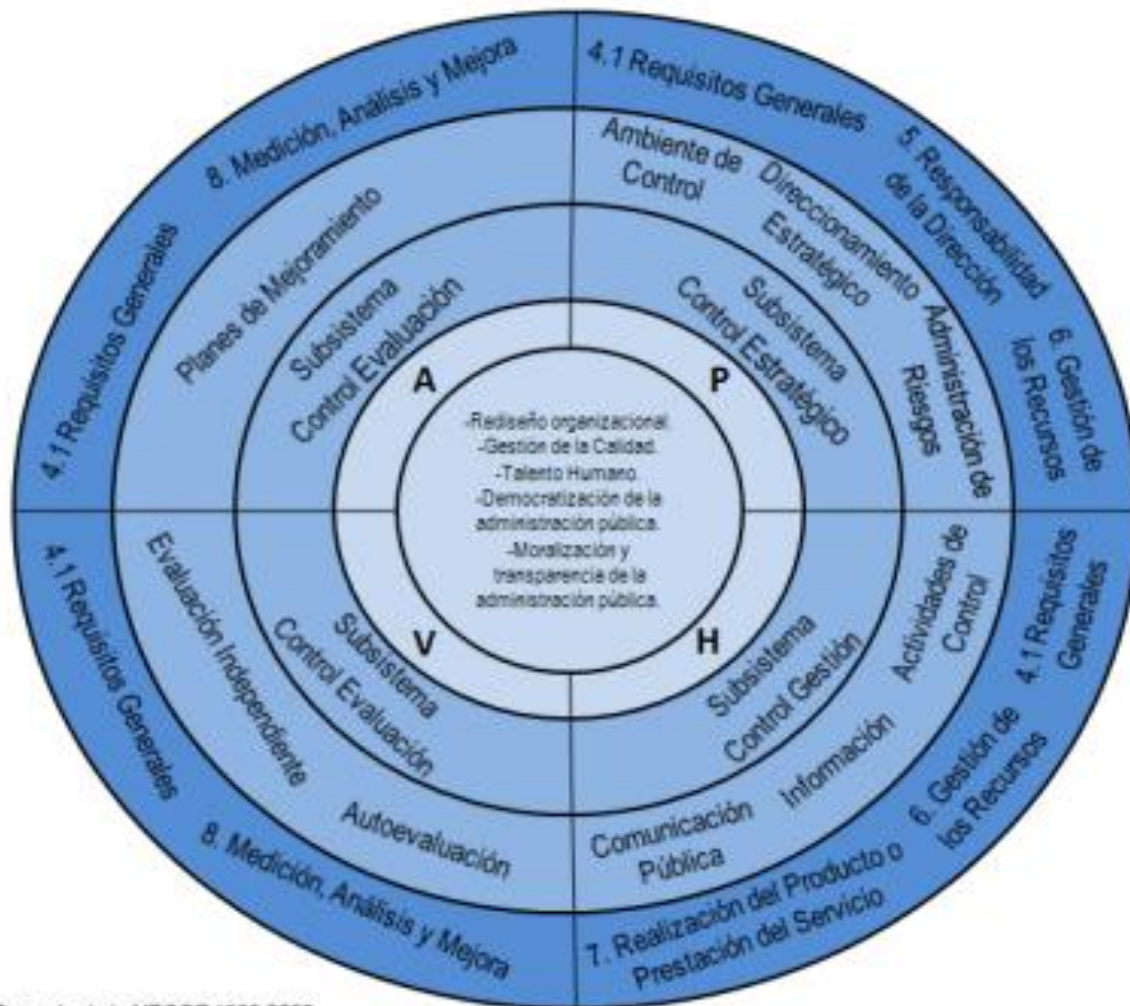 8. Medición, Análisis y Mejora
4.1 Requisitos Generales
4.1 Requisitos Generales
5. Responsabilidad
de la Dirección
6. Gestión de
los Recursos
Planes de Mejoramiento
Ambiente de
Control
Direccionamiento
Estratégico
Administración de
Riesgos
Subsistema
Control Evaluación
Subsistema
Control Estratégico
A
P
-Rediseño organizacional.
-Gestión de la Calidad.
-Talento Humano.
-Democratización de la
administración pública.
-Moralización y
transparencia de la
administración pública.
V
H
Subsistema
Control Evaluación
Subsistema
Control Gestión
Evaluación Independiente
Autoevaluación
Actividades de
Control
Información
Comunicación
Pública
4.1 Requisitos Generales
8. Medición, Análisis y Mejora
4.1 Requisitos
Generales
6. Gestión de
los Recursos
7. Realización del Producto o
Prestación del Servicio